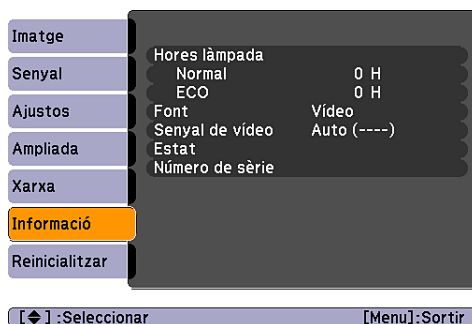 Imatge
Senyal
Ajustos
Ampliada
Xarxa
Informació
Reinicialitzar
Hores làmpada
Normal 0 H
ECO 0 H
Font Vídeo
Senyal de vídeo Auto (----)
Estat
Número de sèrie
[◆] :Seleccionar [Menu]:Sortir